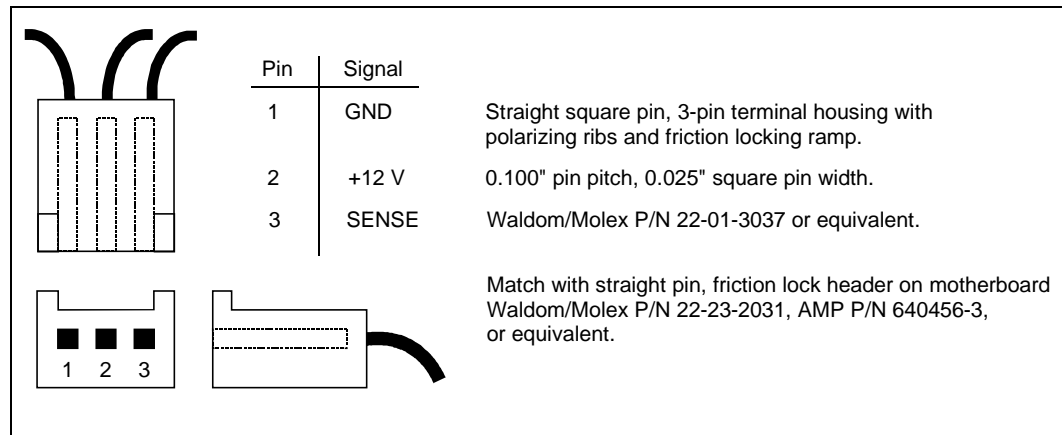 Pin Signal
1 GND Straight square pin, 3-pin terminal housing with
polarizing ribs and friction locking ramp.
2 +12 V 0.100" pin pitch, 0.025" square pin width.
3 SENSE Waldom/Molex P/N 22-01-3037 or equivalent.
Match with straight pin, friction lock header on motherboard
Waldom/Molex P/N 22-23-2031, AMP P/N 640456-3,
or equivalent.
1 2 3